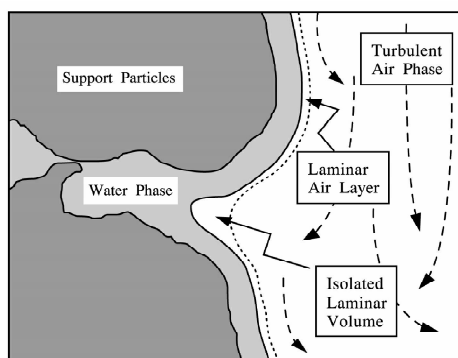 Support Particles
Turbulent
Air Phase
Water Phase
Laminar
Air Layer
Isolated
Laminar
Volume